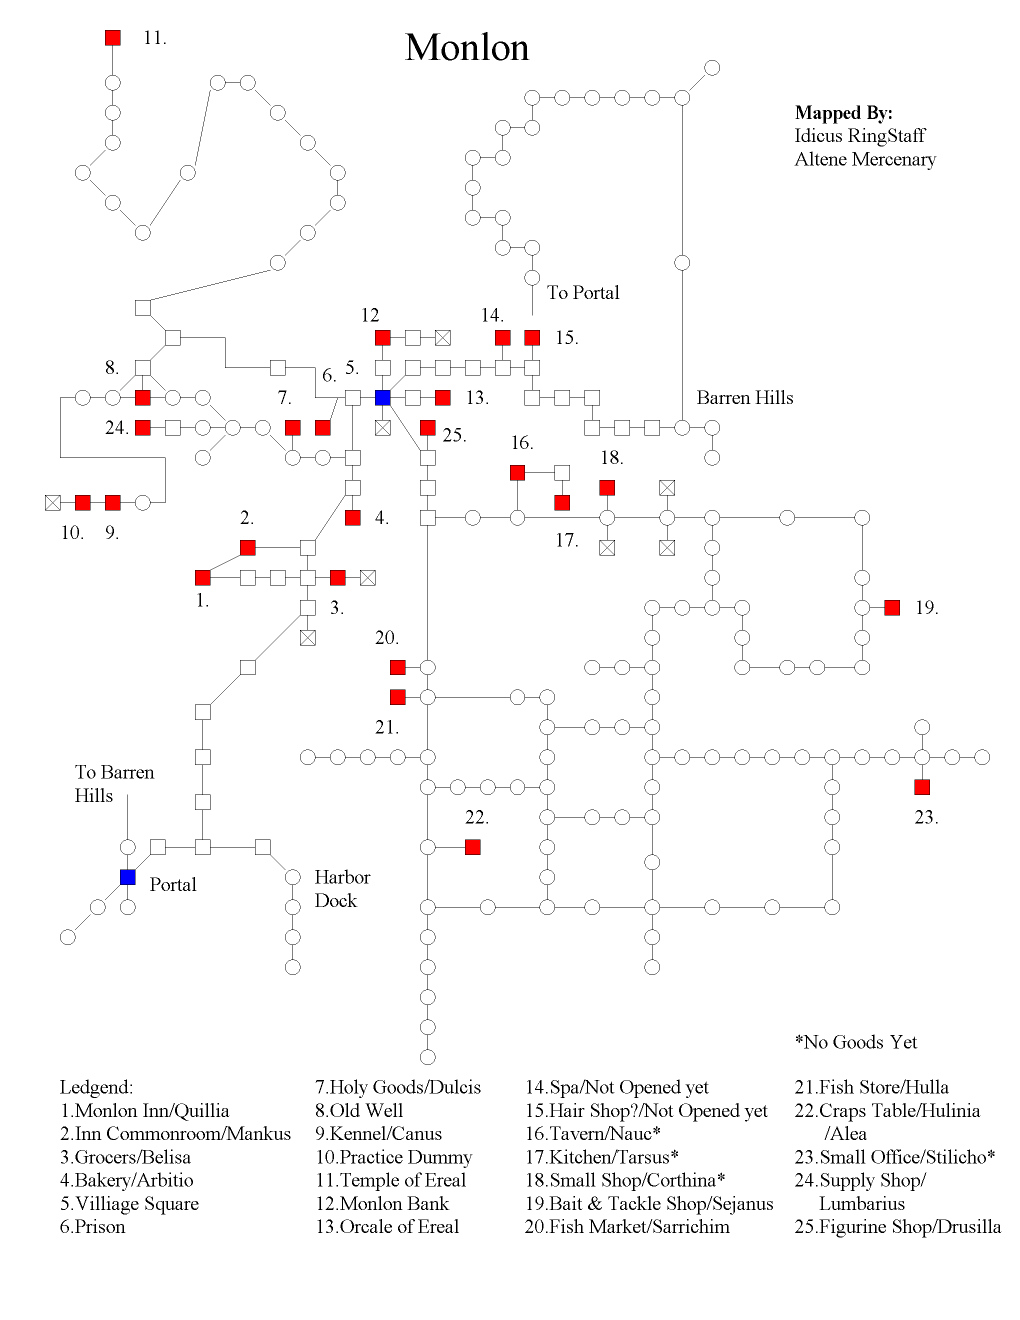 Monlon
11.
Mapped By:
Idicus RingStaff
Altene Mercenary
To Portal
12
14.
15.
8.
6.
5.
7.
13.
Barren Hills
24.
25.
16.
18.
10.
9.
2.
4.
17.
1.
3.
19.
20.
21.
To Barren
Hills
22.
23.
Portal
Harbor
Dock
*No Goods Yet
Ledgend:
1.Monlon Inn/Quillia
2.Inn Commonroom/Mankus
3.Grocers/Belisa
4.Bakery/Arbitio
5.Villiage Square
6.Prison
7.Holy Goods/Dulcis
8.Old Well
9.Kennel/Canus
10.Practice Dummy
11.Temple of Ereal
12.Monlon Bank
13.Orcale of Ereal
14.Spa/Not Opened yet
15.Hair Shop?/Not Opened yet
16.Tavern/Nauc*
17.Kitchen/Tarsus*
18.Small Shop/Corthina*
19.Bait & Tackle Shop/Sejanus
20.Fish Market/Sarrichim
21.Fish Store/Hulla
22.Craps Table/Hulinia
/Alea
23.Small Office/Stilicho*
24.Supply Shop/
Lumbarius
25.Figurine Shop/Drusilla